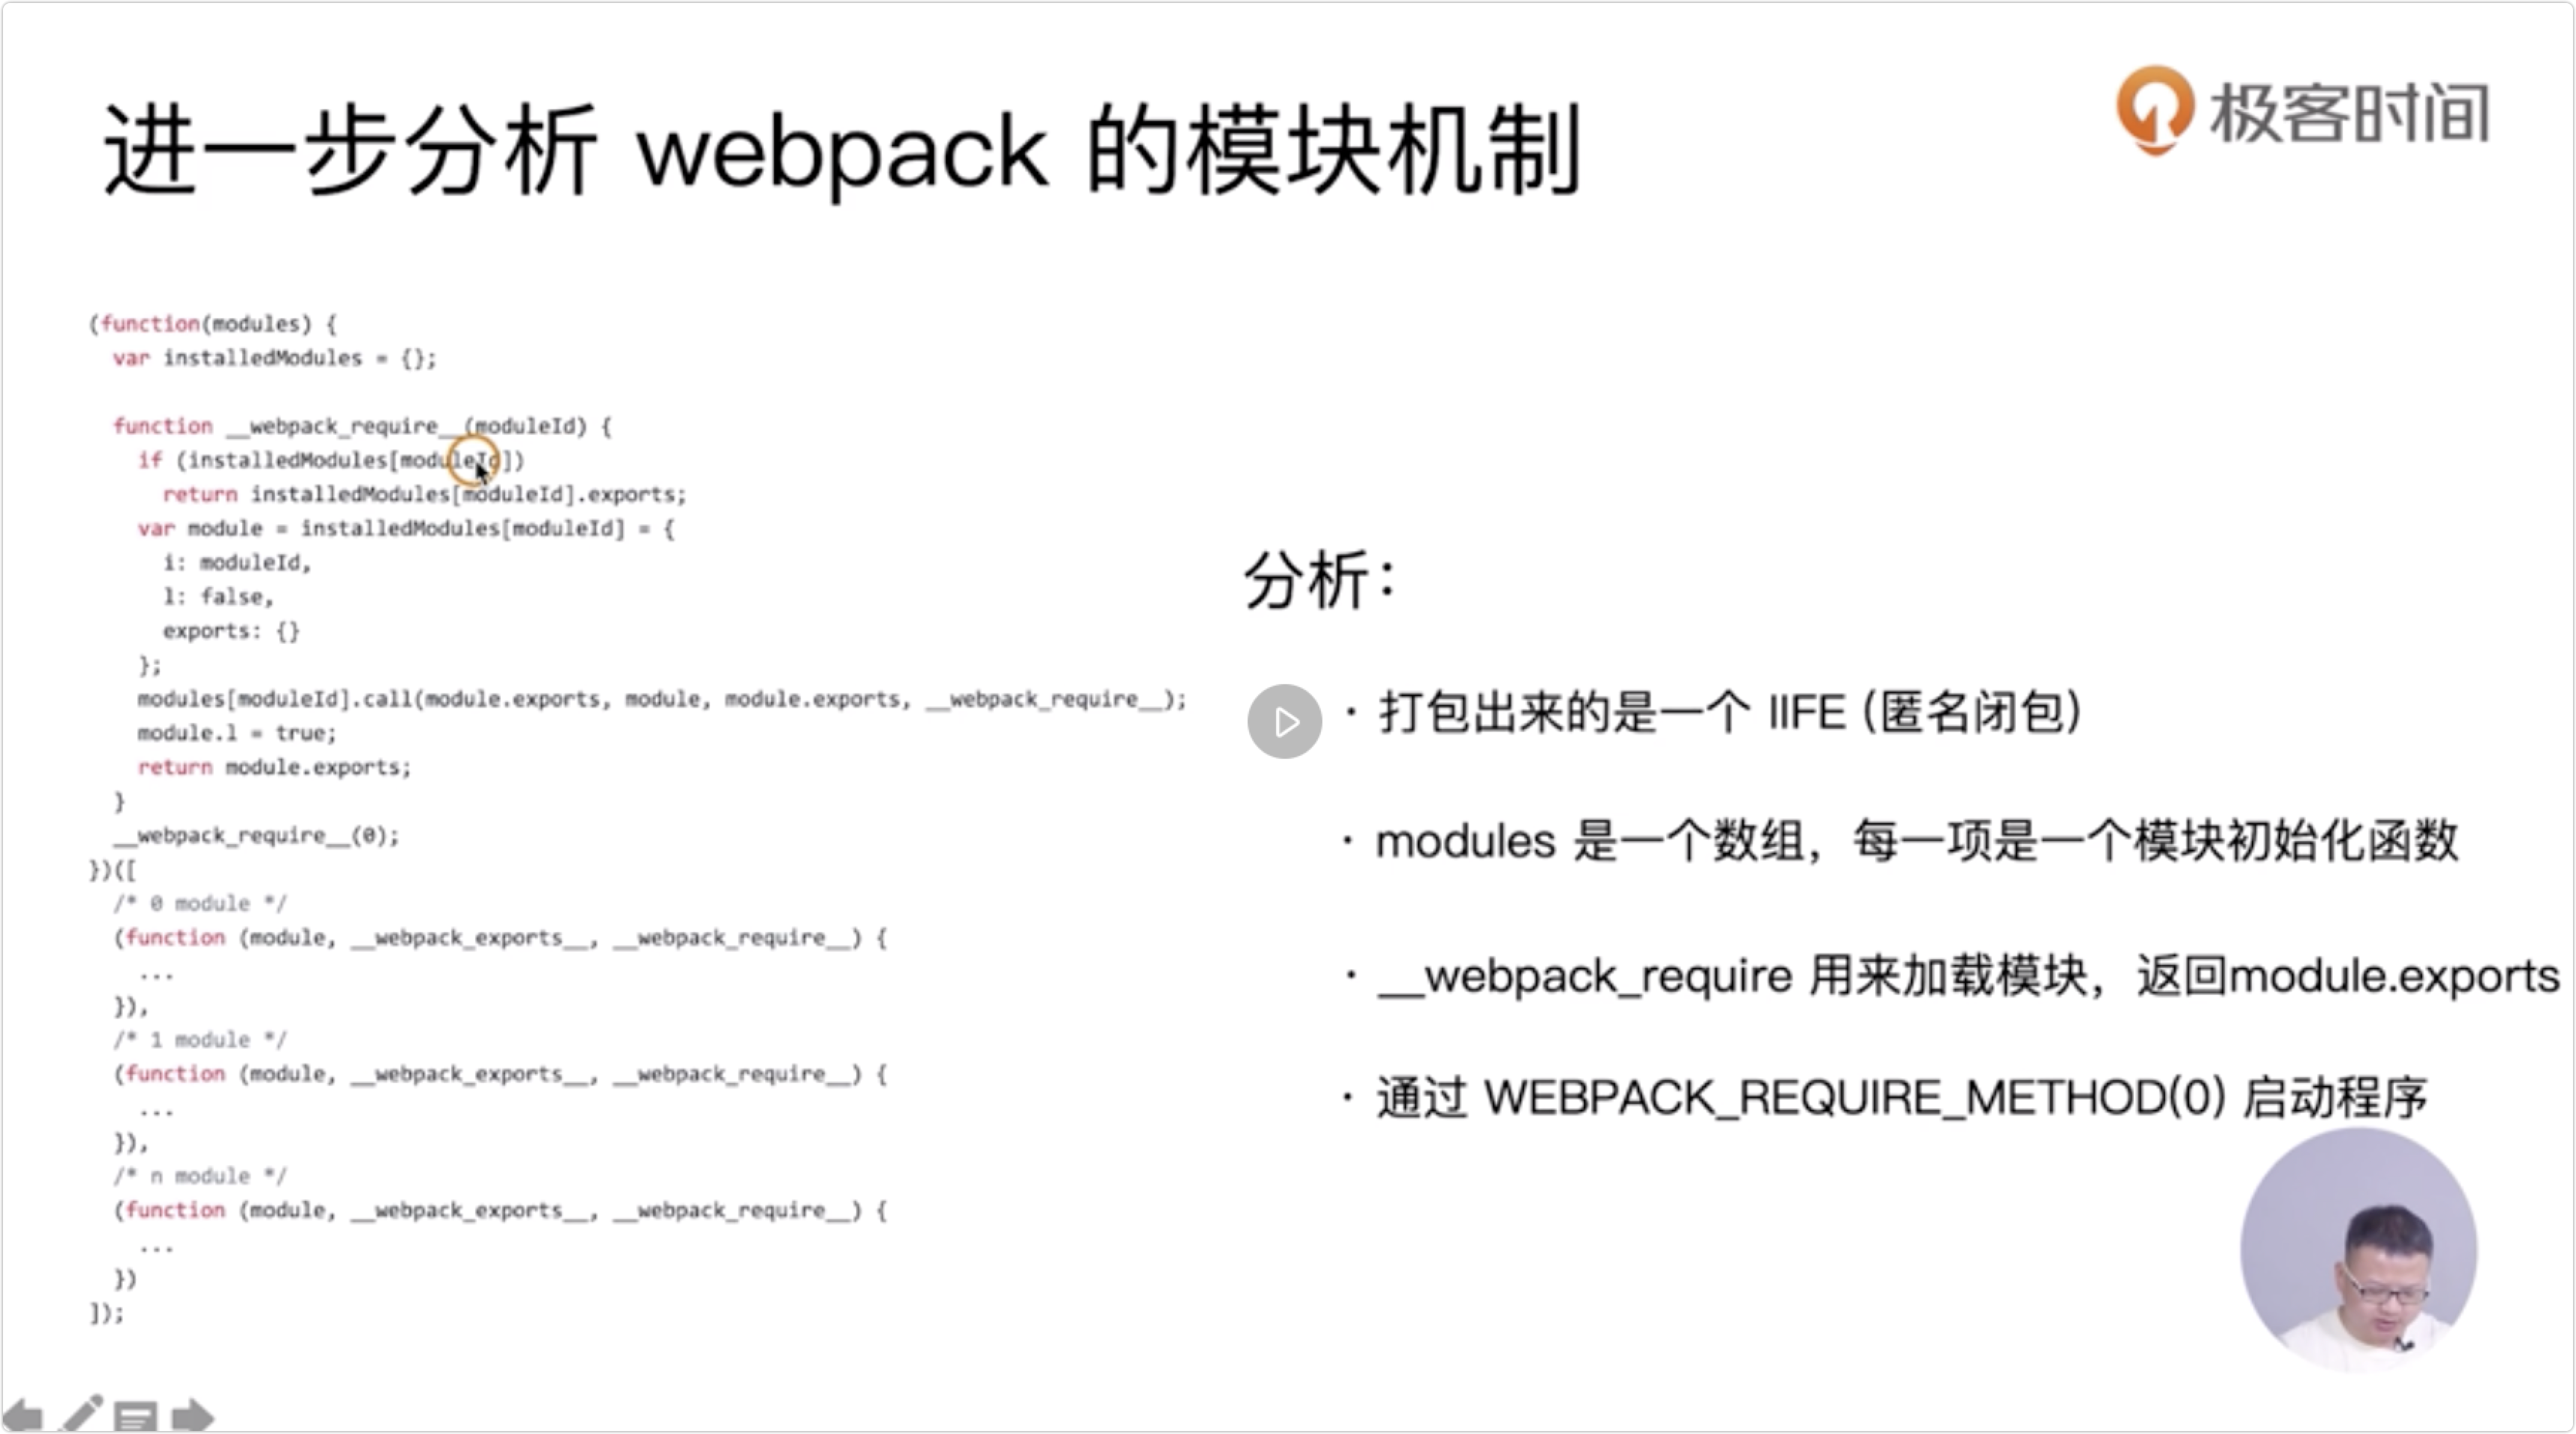 进一步分析 webpack 的模块机制
极客时间
(function(modules) {
  var installedModules = {};
  function __webpack_require__(moduleId) {
    if (installedModules[moduleId])
      return installedModules[moduleId].exports;
    var module = installedModules[moduleId] = {
      i: moduleId,
      l: false,
      exports: {}
    };
    modules[moduleId].call(module.exports, module, module.exports, __webpack_require__);
    module.l = true;
    return module.exports;
  }
  __webpack_require__(0);
})([
  /* 0 module */
  (function (module, __webpack_exports__, __webpack_require__) {
    ...
  }),
  /* 1 module */
  (function (module, __webpack_exports__, __webpack_require__) {
    ...
  }),
  /* n module */
  (function (module, __webpack_exports__, __webpack_require__) {
    ...
  })
]);
分析：
· 打包出来的是一个 IIFE (匿名闭包)
· modules 是一个数组，每一项是一个模块初始化函数
· __webpack_require 用来加载模块，返回module.exports
· 通过 WEBPACK_REQUIRE_METHOD(0) 启动程序